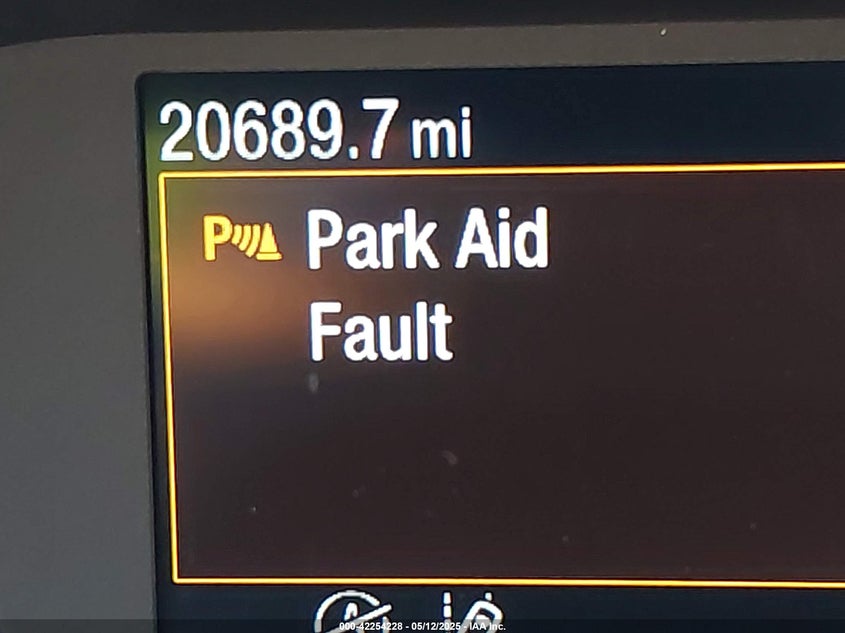 20689.7 mi
P Park Aid
Fault
000-42254228 - 05/12/2025 - IAA Inc.